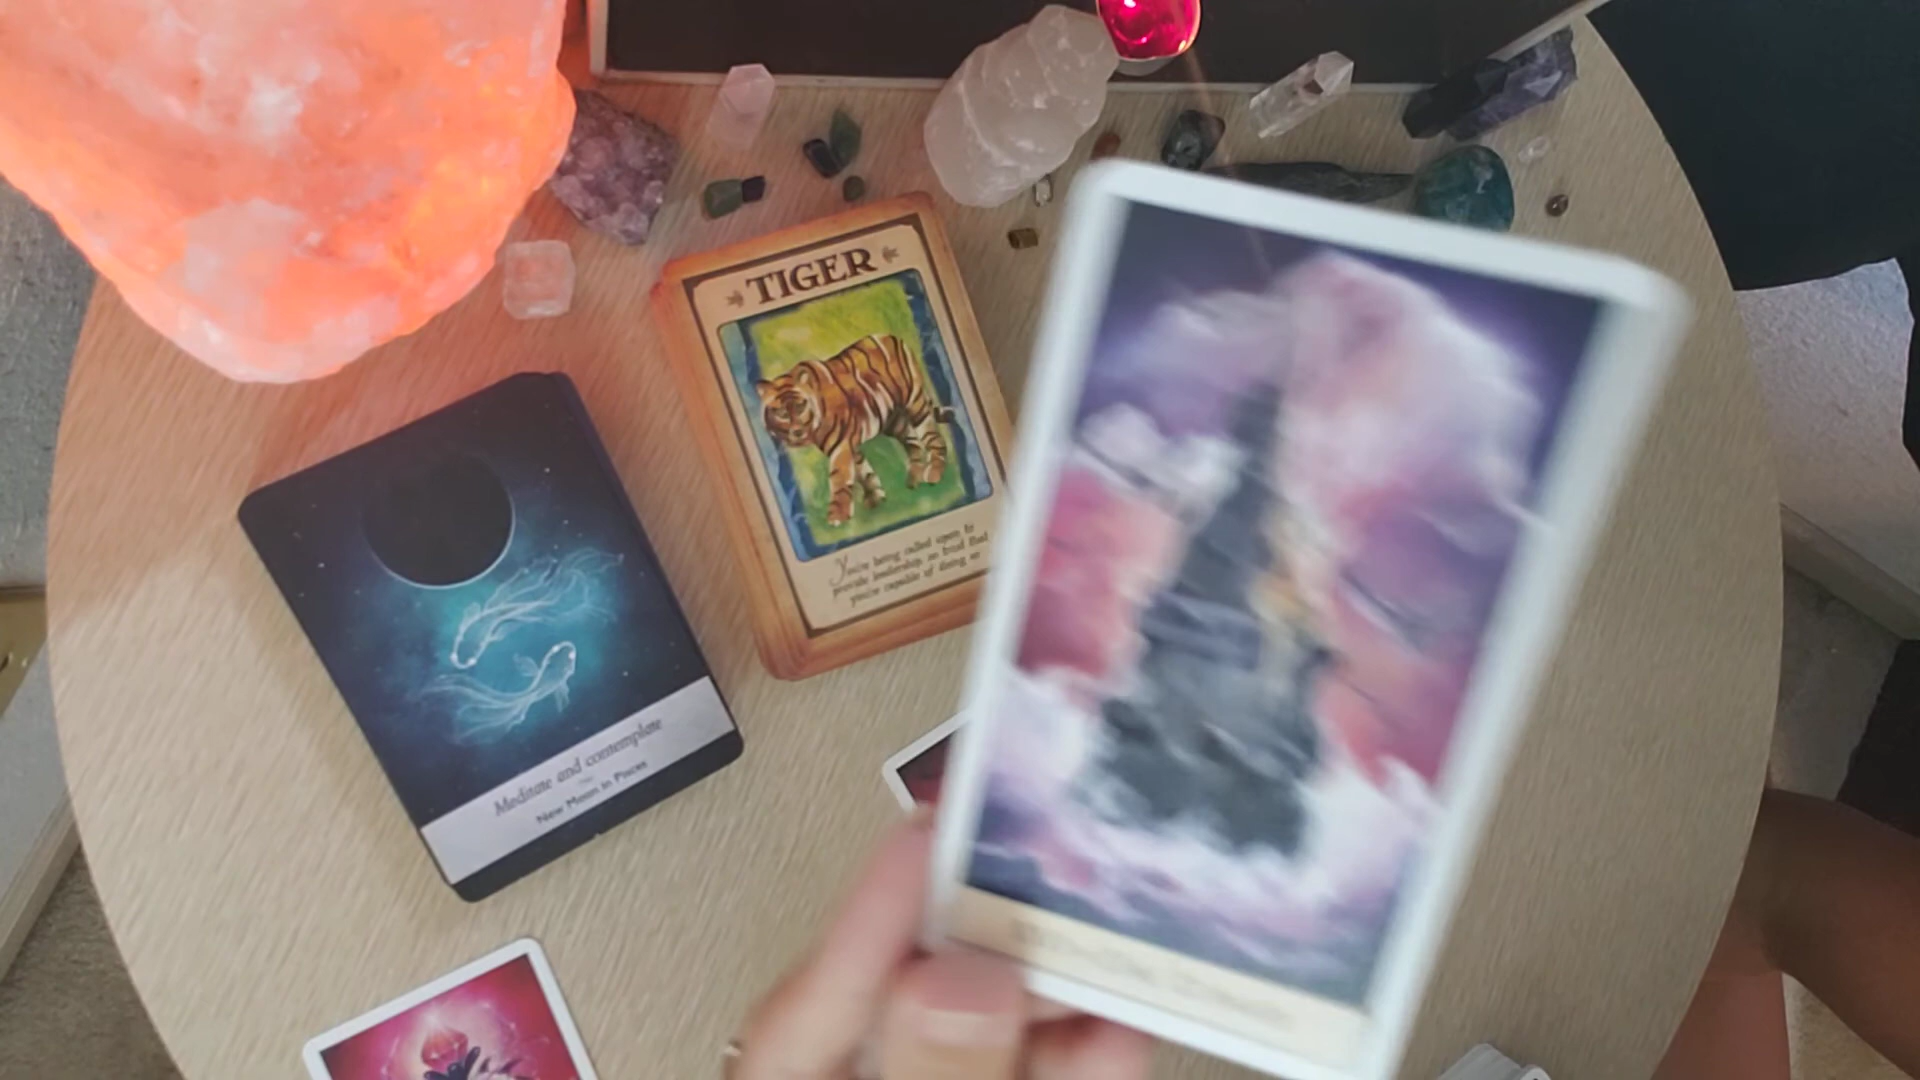 TIGER
You're being called upon to
provide leadership, so trust that
you're capable of doing so
Meditate and contemplate
New Moon in Pisces